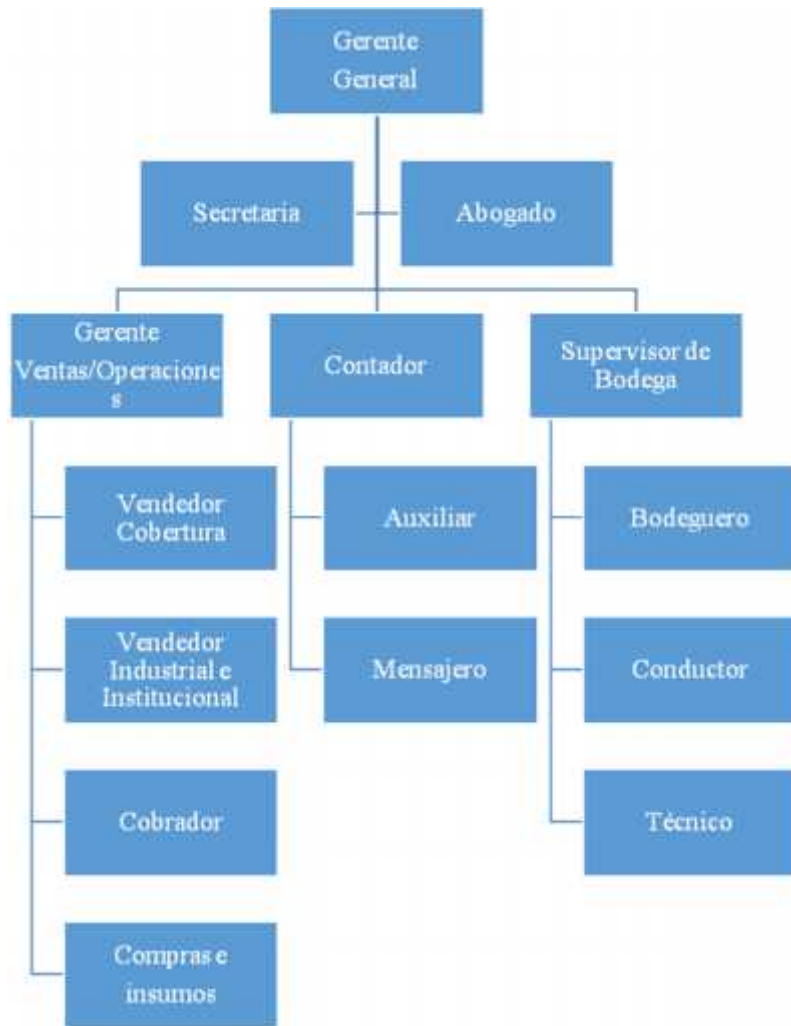 Gerente
General
Secretaria
Abogado
Gerente
Ventas/Operacione
s
Contador
Supervisor de
Bodega
Vendedor
Cobertura
Auxiliar
Bodeguero
Vendedor
Industrial e
Institucional
Mensajero
Conductor
Cobrador
Técnico
Compras e
insumos